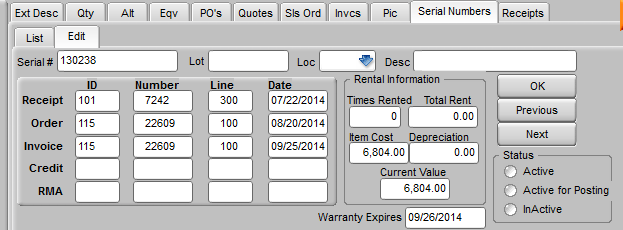 Ext Desc Qty Alt Eqv PO's Quotes Sls Ord Invcs Pic Serial Numbers Receipts
List Edit
Serial # 130238 Lot Loc Desc
ID Number Line Date
Receipt 101 7242 300 07/22/2014
Order 115 22609 100 08/20/2014
Invoice 115 22609 100 09/25/2014
Credit
RMA
Rental Information
Times Rented Total Rent
0 0.00
Item Cost Depreciation
6,804.00 0.00
Current Value
6,804.00
Warranty Expires 09/26/2014
OK
Previous
Next
Status
Active
Active for Posting
InActive